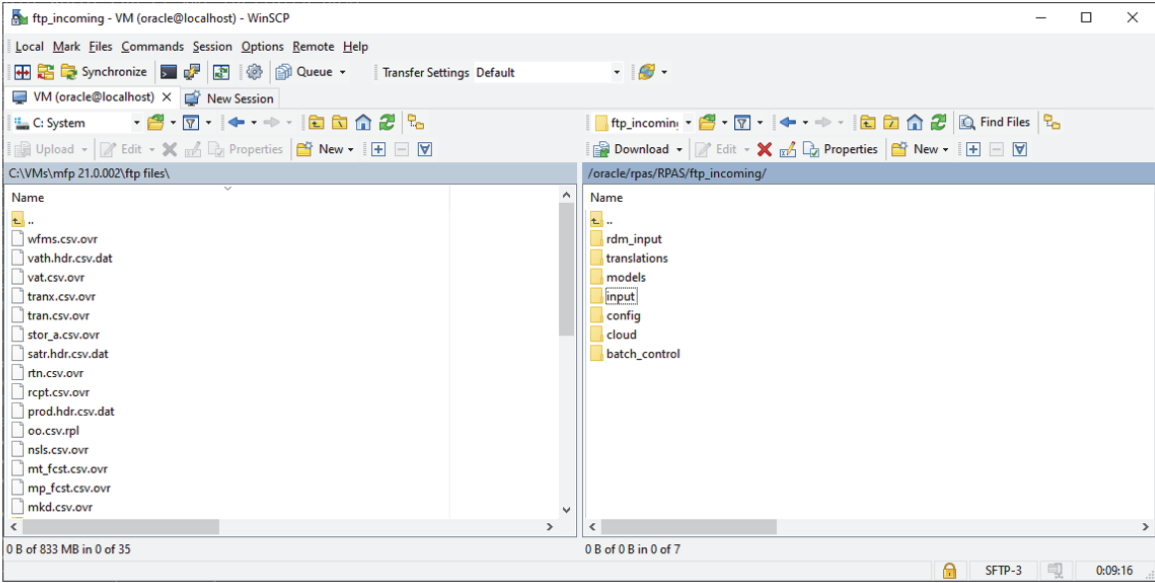 ftp_incoming - VM (oracle@localhost) - WinSCP
Local Mark Files Commands Session Options Remote Help
Synchronize Queue Transfer Settings Default
VM (oracle@localhost) New Session
C: System
Upload Edit Properties New
C:\VMs\mfp 21.0.002\ftp files\
Name
..
wfms.csv.ovr
vath.hdr.csv.dat
vat.csv.ovr
tranx.csv.ovr
tran.csv.ovr
stor_a.csv.ovr
satr.hdr.csv.dat
rtn.csv.ovr
rcpt.csv.ovr
prod.hdr.csv.dat
oo.csv.rpl
nsls.csv.ovr
mt_fcst.csv.ovr
mp_fcst.csv.ovr
mkd.csv.ovr
0 B of 833 MB in 0 of 35
ftp_incomin Find Files
Download Edit Properties New
/oracle/rpas/RPAS/ftp_incoming/
Name
..
rdm_input
translations
models
input
config
cloud
batch_control
0 B of 0 B in 0 of 7
SFTP-3 0:09:16